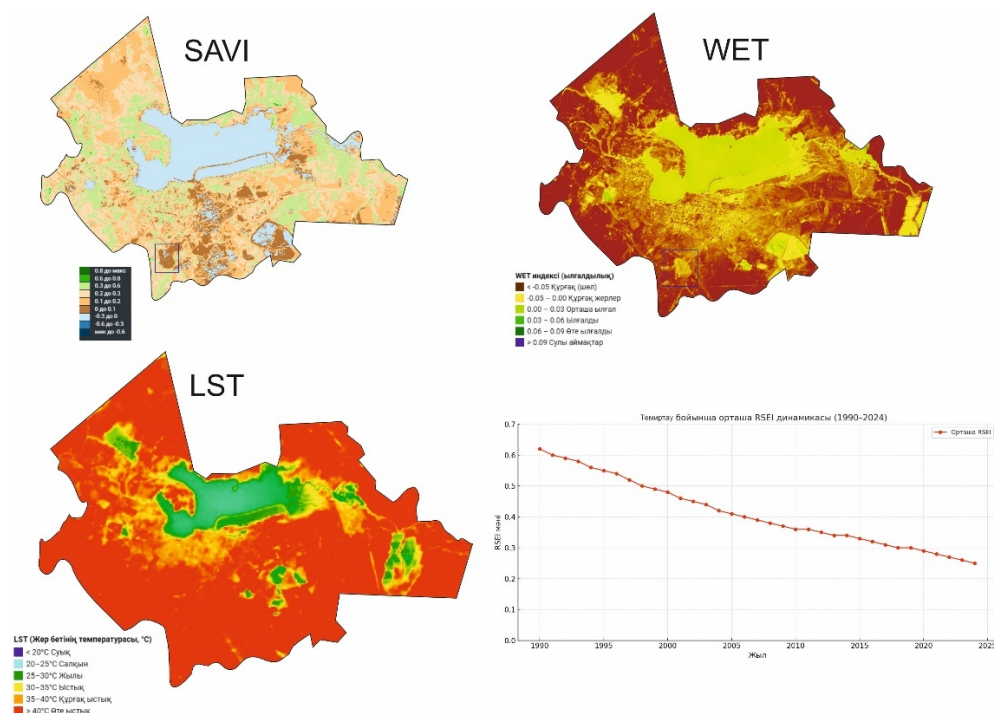 SAVI
0.8 до макс
0.6 до 0.8
0.3 до 0.6
0.2 to 0.3
0.1 до 0.2
0 до 0.1
-0.3 до 0
-0.6 до -0.3
мин до -0.6
WET
WET индексі (ылғалдылық)
< -0.05 Құрғақ (шөл)
-0.05 – 0.00 Құрғақ жерлер
0.00 – 0.03 Орташа ылғал
0.03 – 0.06 Ылғалды
0.06 – 0.09 Өте ылғалды
> 0.09 Сулы аймақтар
LST
LST (Жер бетінің температурасы, °C)
< 20°C Суық
20–25°C Салқын
25–30°C Жылы
30–35°C Ыстық
35–40°C Құрғақ ыстық
> 40°C Өте ыстық
Темиртау бойынша орташа RSEI динамикасы (1990–2024)
Орташа RSEI
RSEI мәні
0.7
0.6
0.5
0.4
0.3
0.2
0.1
0.0
1990 1995 2000 2005 2010 2015 2020 2025
Жыл